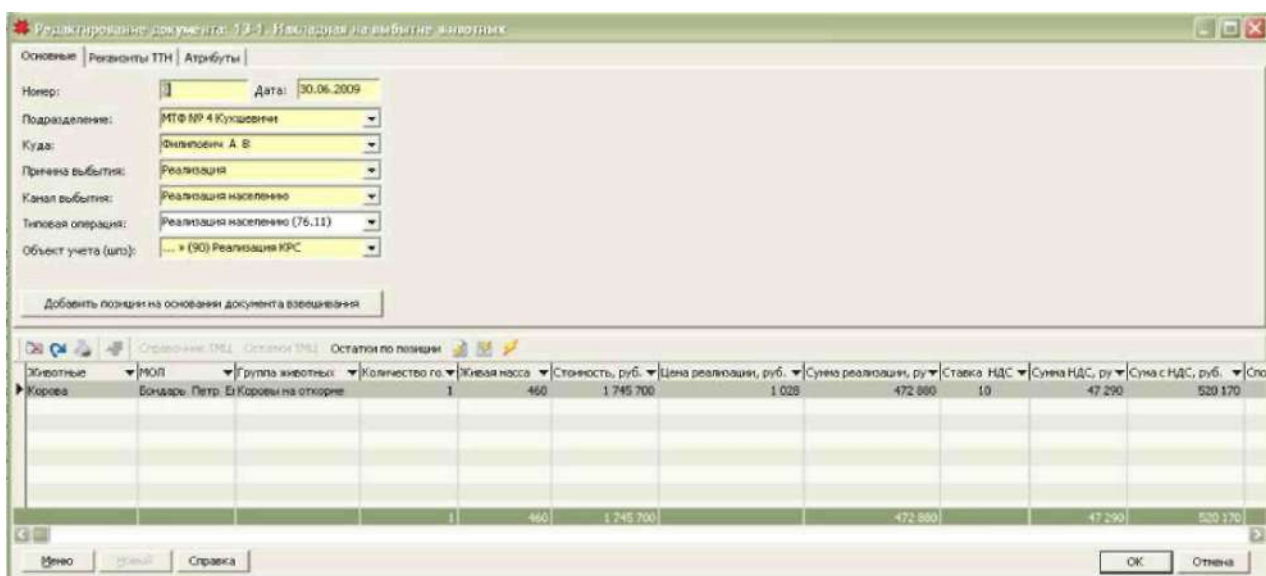 Редактирование документа: 13-1. Накладная на выбытие животных
Основные Реквизиты ТТН Атрибуты
Номер: Дата: 30.06.2009
Подразделение: МТФ № 4 Кукшевичи
Куда: Филипович А. В
Причина выбытия: Реализация
Канал выбытия: Реализация населению
Типовая операция: Реализация населению (76.11)
Объект учета (шпз): ... » (90) Реализация КРС
Добавить позиции на основании документа взвешивания
Справочник ТМЦ Остатки ТМЦ Остатки по позиции
Животные МОЛ Группа животных Количество го. Живая масса Стоимость, руб. Цена реализации, руб. Сумма реализации, ру Ставка НДС Сумма НДС, ру Сума с НДС, руб. Спо
Корова Бондарь Петр Ег Коровы на откорме 1 460 1 745 700 1 028 472 880 10 47 290 520 170
1 460 1 745 700 472 880 47 290 520 170
Меню Новый Справка OK Отмена